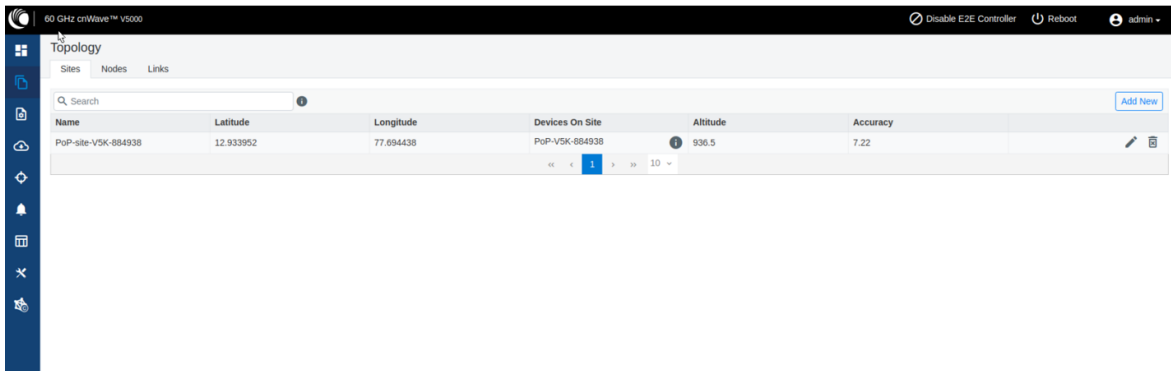 60 GHz cnWave™ V5000 Disable E2E Controller Reboot admin
Topology
Sites Nodes Links
Search
Add New
Name Latitude Longitude Devices On Site Altitude Accuracy
PoP-site-V5K-884938 12.933952 77.694438 PoP-V5K-884938 936.5 7.22
« ‹ 1 › » 10